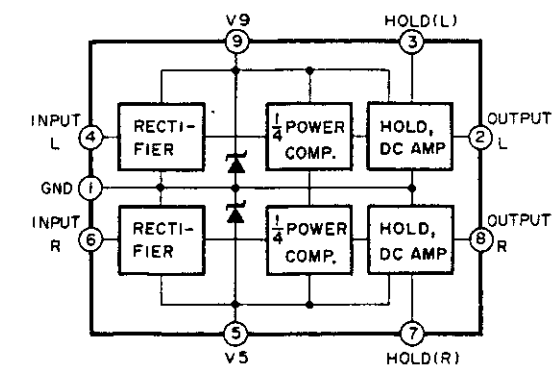 V9
HOLD(L)
9
3
INPUT
L
4
RECTI-
FIER
1/4 POWER
COMP.
HOLD,
DC AMP
2
OUTPUT
L
GND
1
INPUT
R
6
RECTI-
FIER
1/4 POWER
COMP.
HOLD,
DC AMP
8
OUTPUT
R
5
7
V5
HOLD(R)